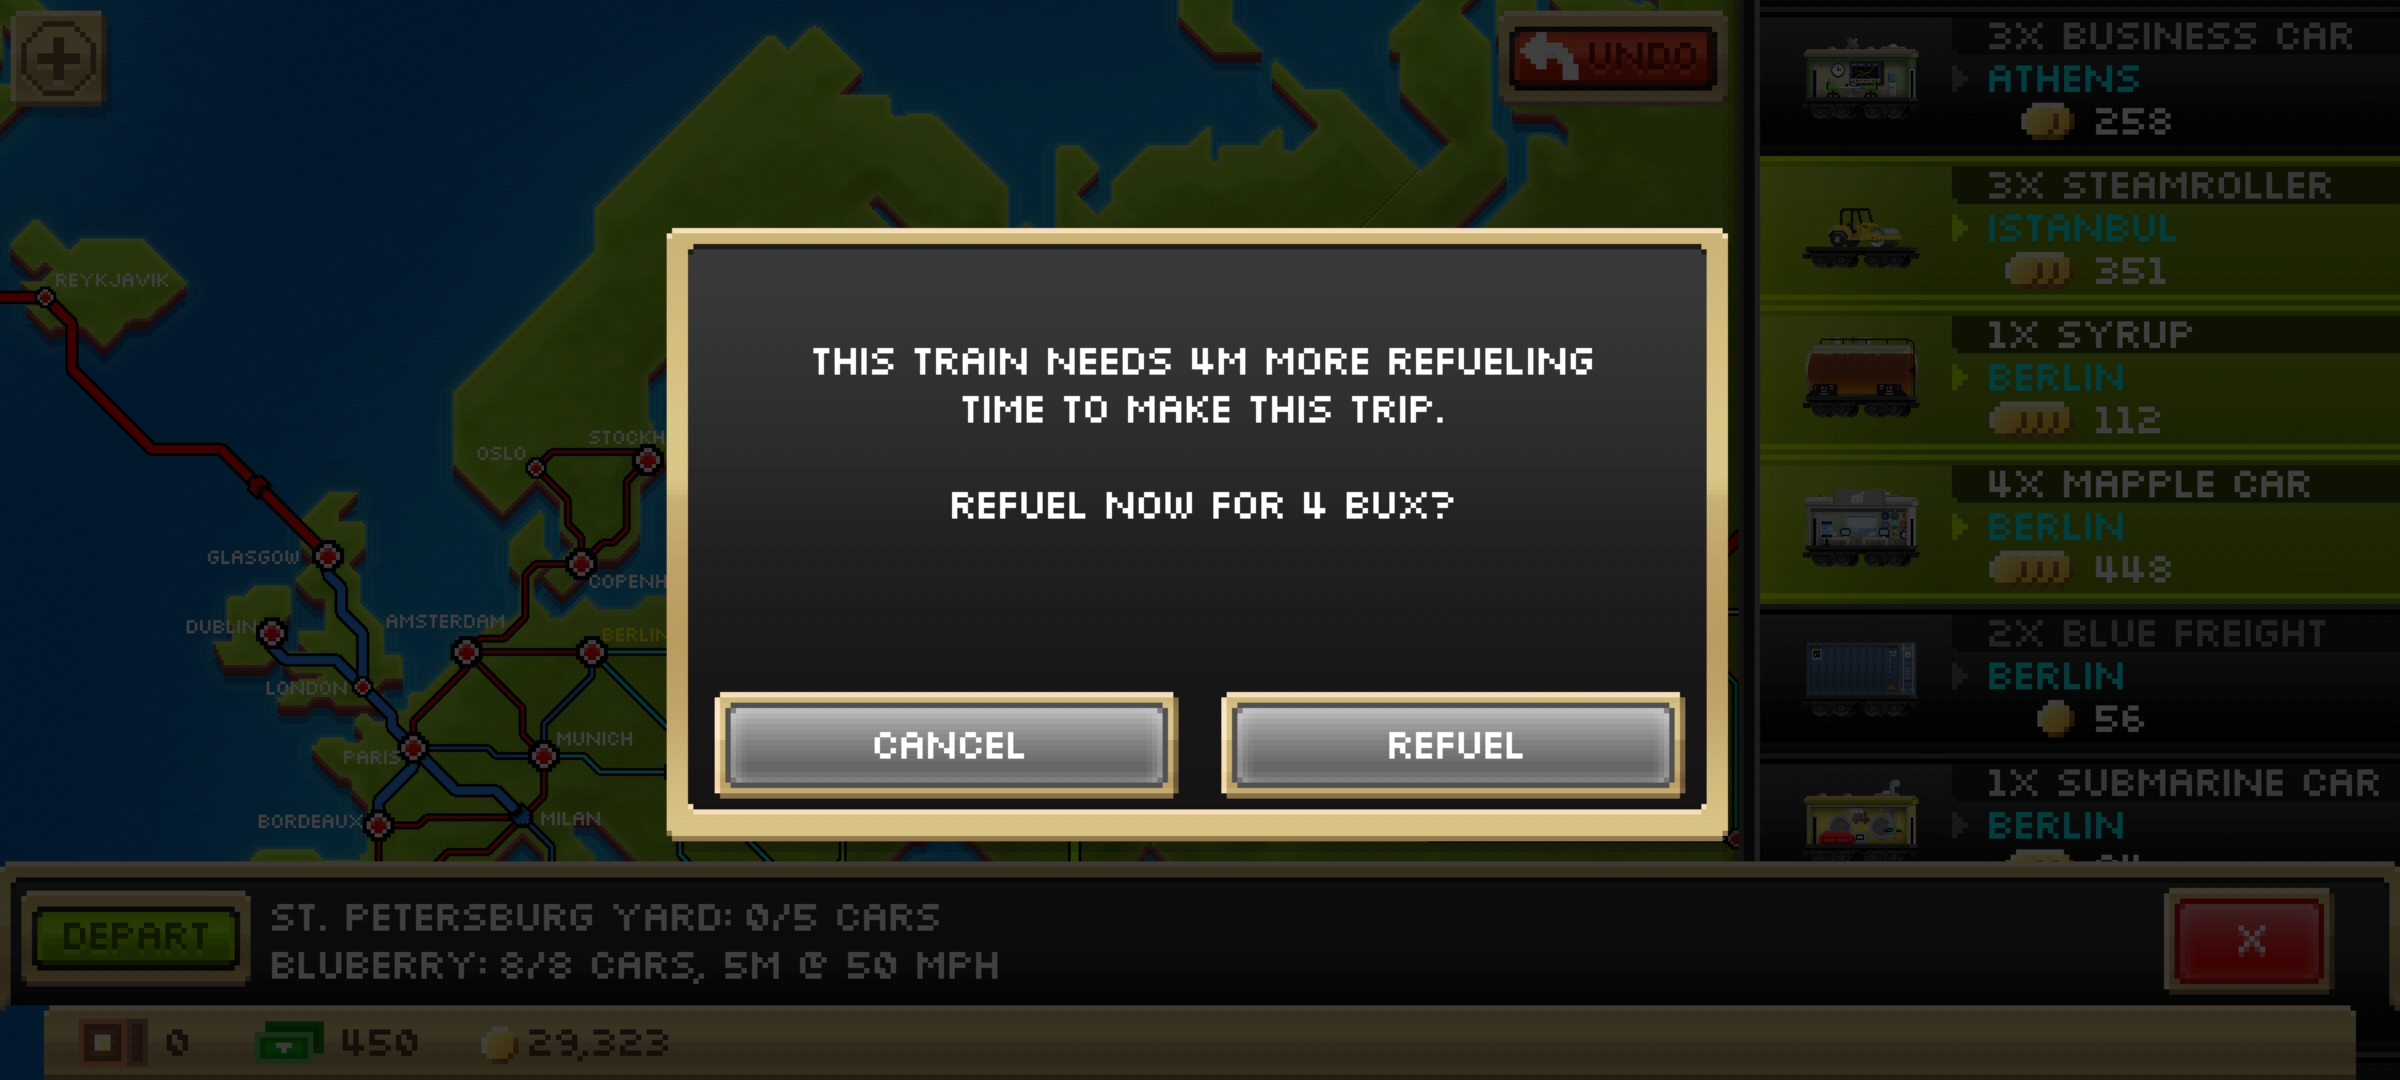 UNDO
REYKJAVIK
OSLO
STOCKH
GLASGOW
COPENH
DUBLIN
AMSTERDAM
BERLIN
LONDON
PARIS
MUNICH
BORDEAUX
MILAN
3X BUSINESS CAR
ATHENS
258
3X STEAMROLLER
ISTANBUL
351
1X SYRUP
BERLIN
112
4X MAPPLE CAR
BERLIN
448
2X BLUE FREIGHT
BERLIN
56
1X SUBMARINE CAR
BERLIN
THIS TRAIN NEEDS 4M MORE REFUELING
TIME TO MAKE THIS TRIP.
REFUEL NOW FOR 4 BUX?
CANCEL
REFUEL
DEPART
ST. PETERSBURG YARD: 0/5 CARS
BLUBERRY: 8/8 CARS, 5M @ 50 MPH
X
0
450
29,323